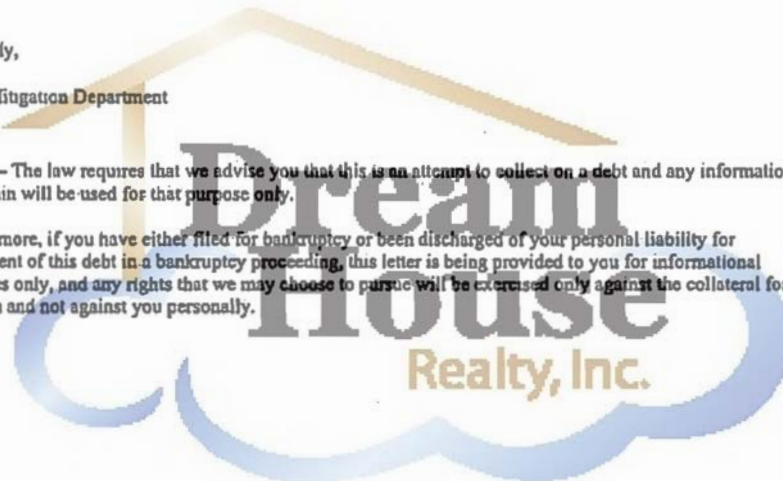 ly,
itigation Department
– The law requires that we advise you that this is an attempt to collect on a debt and any informatio
in will be used for that purpose only.
more, if you have either filed for bankruptcy or been discharged of your personal liability for
ent of this debt in a bankruptcy proceeding, this letter is being provided to you for informational
s only, and any rights that we may choose to pursue will be exercised only against the collateral for
and not against you personally.
Dream
House
Realty, Inc.